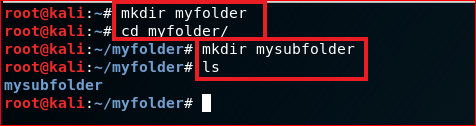 root@kali:~# mkdir myfolder
root@kali:~# cd myfolder/
root@kali:~/myfolder# mkdir mysubfolder
root@kali:~/myfolder# ls
mysubfolder
root@kali:~/myfolder#